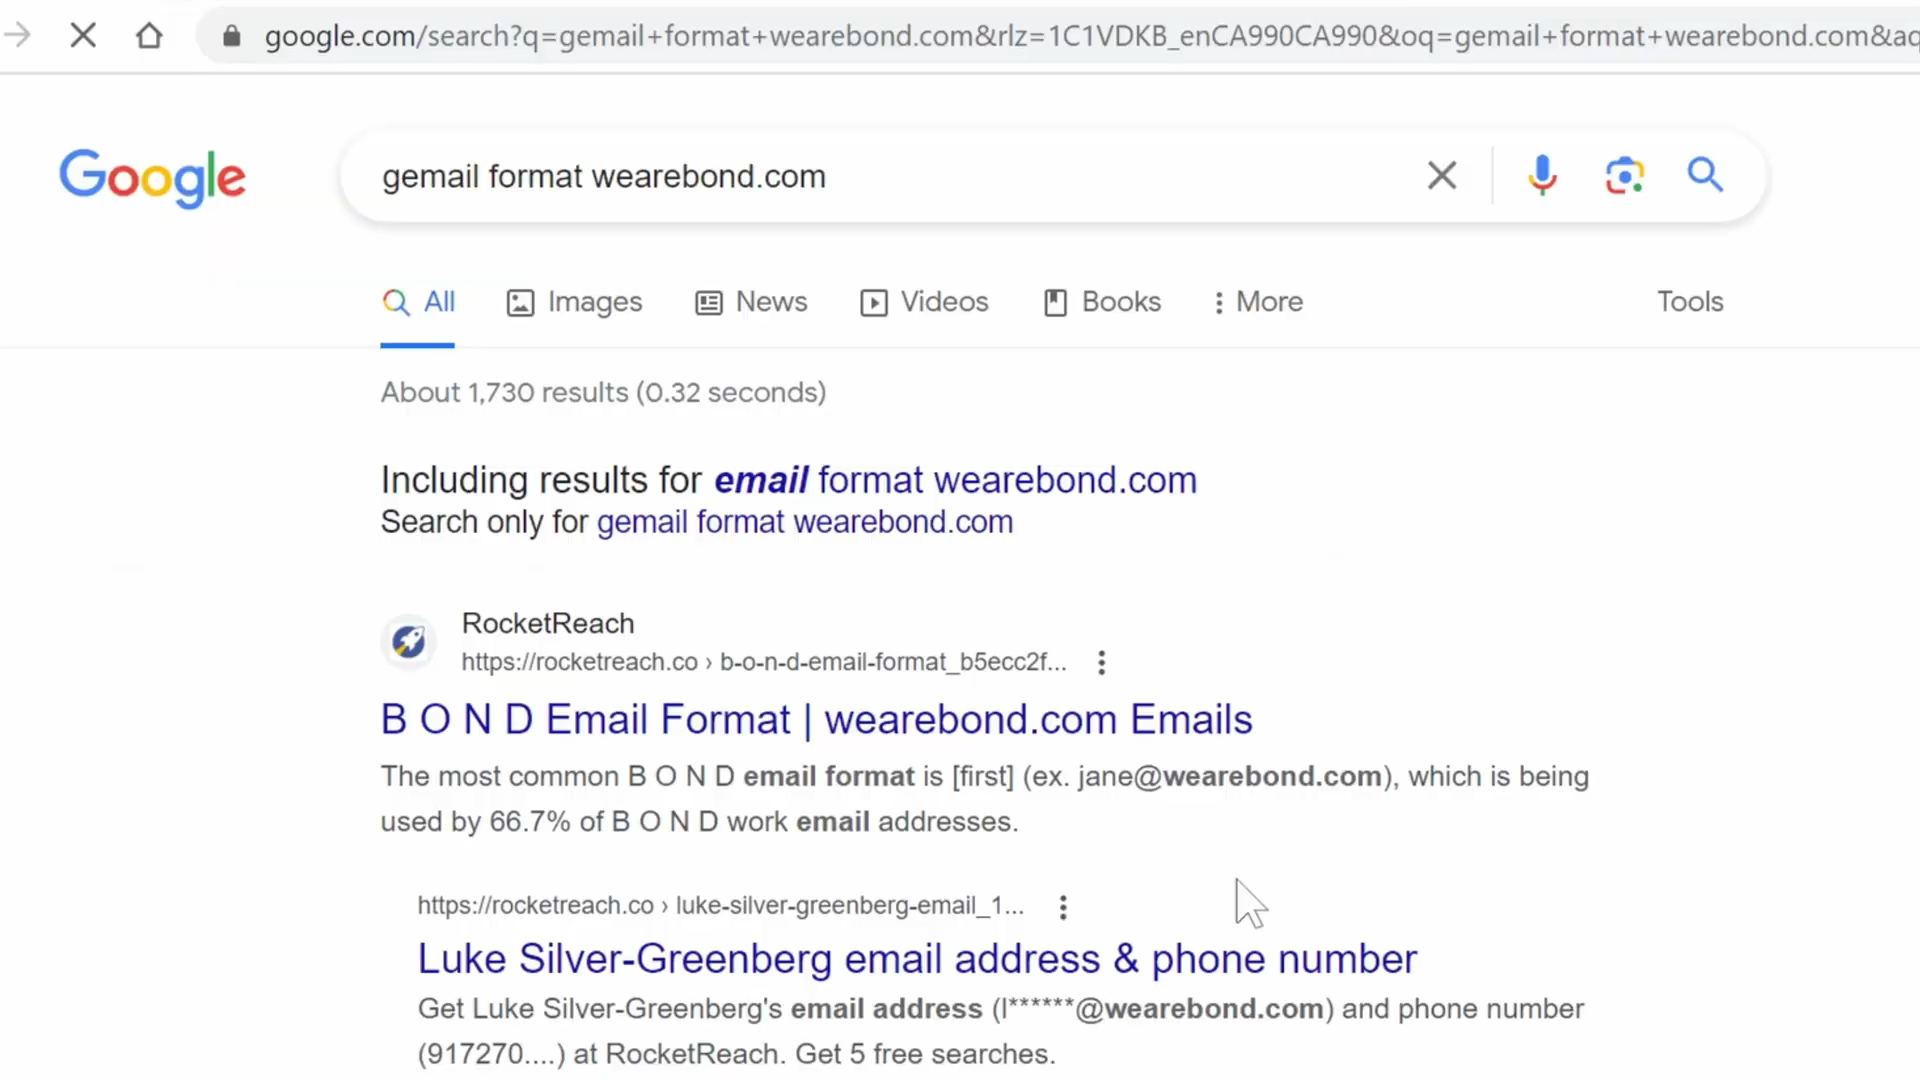 google.com/search?q=gemail+format+wearebond.com&rlz=1C1VDKB_enCA990CA990&oq=gemail+format+wearebond.com&aq
Google
gemail format wearebond.com
All Images News Videos Books More Tools
About 1,730 results (0.32 seconds)
Including results for email format wearebond.com
Search only for gemail format wearebond.com
RocketReach
https://rocketreach.co › b-o-n-d-email-format_b5ecc2f...
B O N D Email Format | wearebond.com Emails
The most common B O N D email format is [first] (ex. jane@wearebond.com), which is being
used by 66.7% of B O N D work email addresses.
https://rocketreach.co › luke-silver-greenberg-email_1...
Luke Silver-Greenberg email address & phone number
Get Luke Silver-Greenberg's email address (l******@wearebond.com) and phone number
(917270....) at RocketReach. Get 5 free searches.